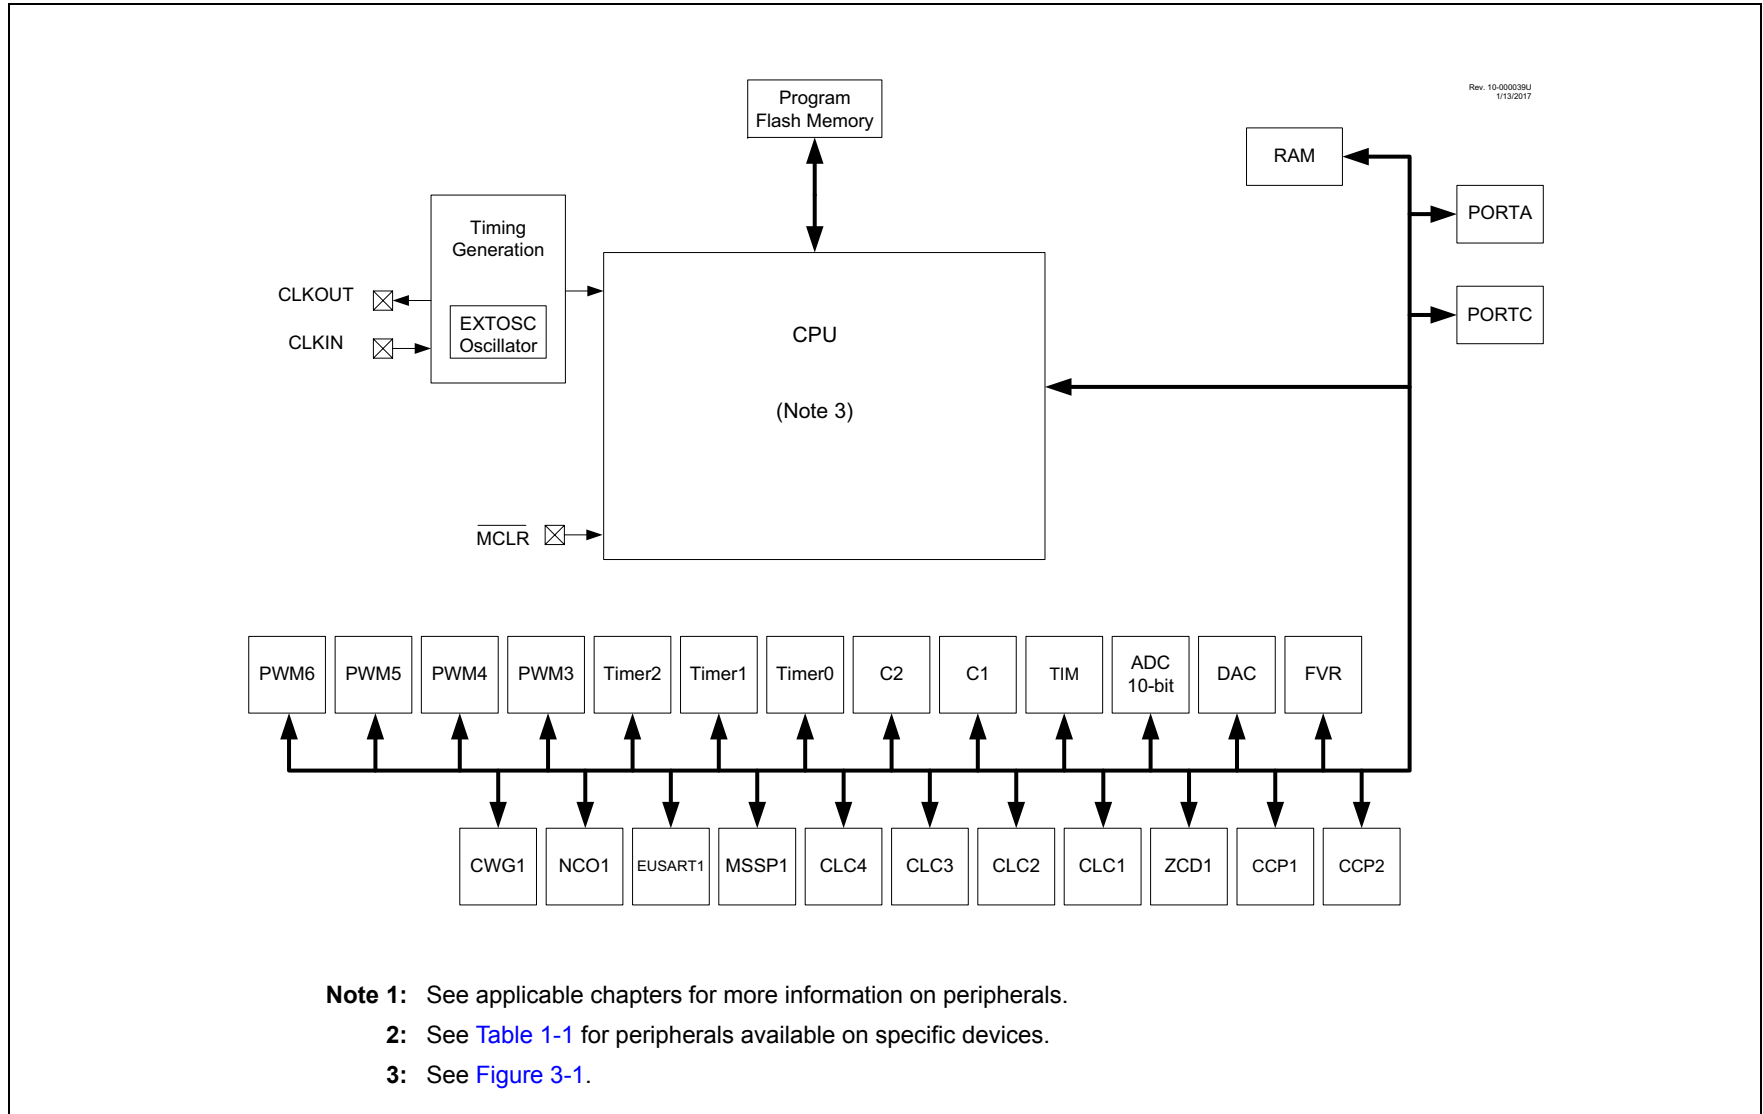 Rev. 10-000039U
1/13/2017
Program
Flash Memory
RAM
PORTA
Timing
Generation
CLKOUT
PORTC
EXTOSC
Oscillator
CLKIN
CPU
(Note 3)
MCLR
PWM6
PWM5
PWM4
PWM3
Timer2
Timer1
Timer0
C2
C1
TIM
ADC
10-bit
DAC
FVR
CWG1
NCO1
EUSART1
MSSP1
CLC4
CLC3
CLC2
CLC1
ZCD1
CCP1
CCP2
Note 1: See applicable chapters for more information on peripherals.
2: See Table 1-1 for peripherals available on specific devices.
3: See Figure 3-1.